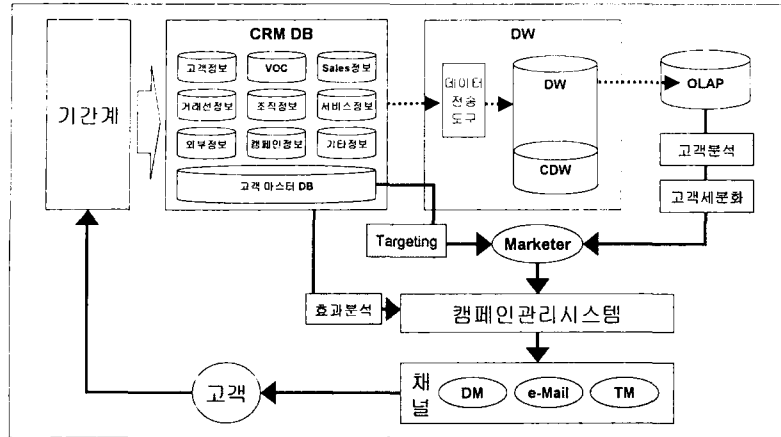 CRM DB
DW
고객정보
VOC
Sales정보
거래선정보
조직정보
서비스정보
외부정보
캠페인정보
기타정보
고객 마스터 DB
기간계
데이터
전송
도구
DW
CDW
OLAP
고객분석
고객세분화
Targeting
Marketer
효과분석
캠페인관리시스템
고객
채
널
DM
e-Mail
TM